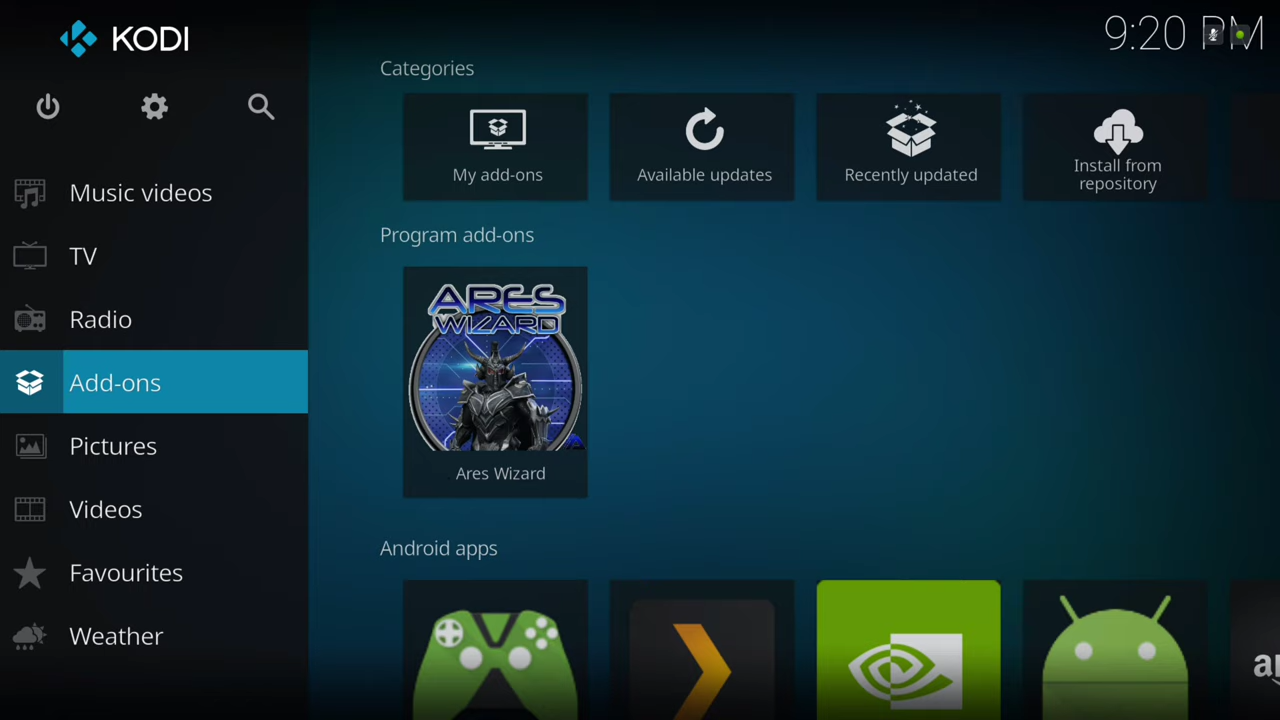 KODI
9:20 PM
Music videos
TV
Radio
Add-ons
Pictures
Videos
Favourites
Weather
Categories
My add-ons
Available updates
Recently updated
Install from
repository
Program add-ons
ARES
WIZARD
Ares Wizard
Android apps